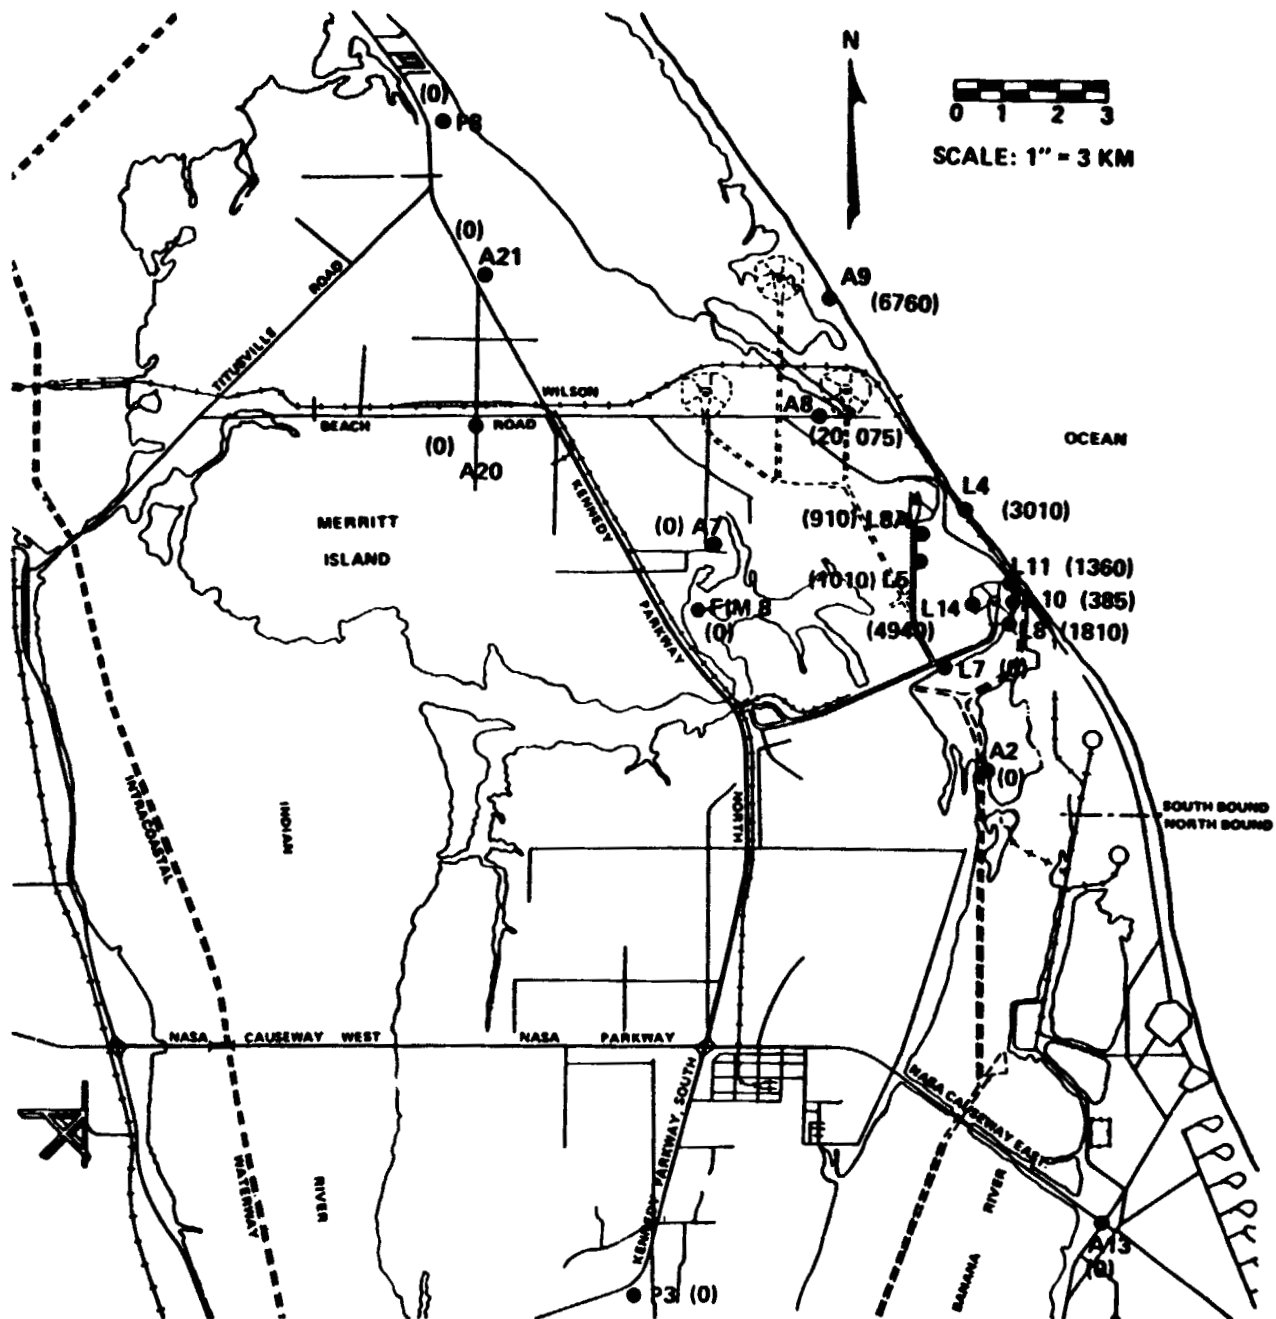 N
0 1 2 3
SCALE: 1" = 3 KM
(0)
P8
(0)
A21
A9
(6760)
TITUSVILLE ROAD
WILSON
BEACH ROAD
A8
(20 075)
OCEAN
(0)
A20
L4
(3010)
KENNEDY
MERRITT
ISLAND
(0) A7
(910) L8A
L11 (1360)
(1010) L5
10 (385)
L14
(4940)
L8 (1810)
FIM 8
(0)
PARKWAY
L7 (0)
A2
(0)
NORTH
SOUTH BOUND
NORTH BOUND
INTRACOASTAL
INDIAN
NASA CAUSEWAY WEST
NASA PARKWAY
NASA CAUSEWAY EAST
KENNEDY PARKWAY, SOUTH
WATERWAY
RIVER
BANANA RIVER
A13
(0)
P3 (0)